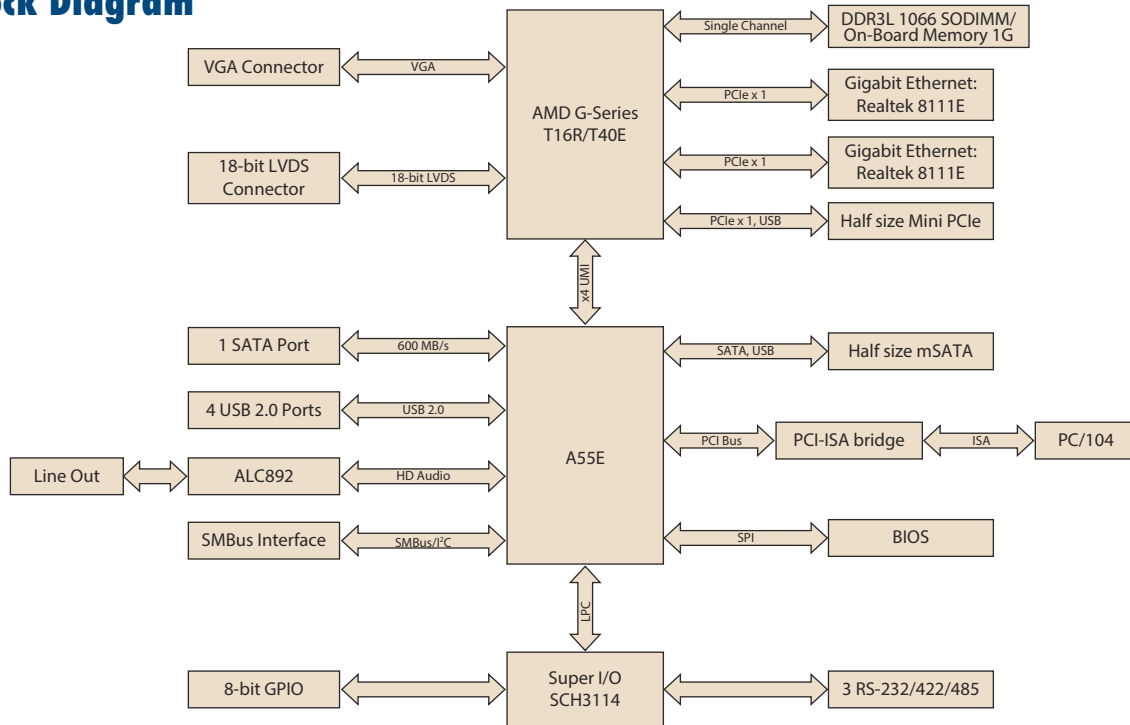 ock Diagram
VGA Connector
VGA
18-bit LVDS
Connector
18-bit LVDS
AMD G-Series
T16R/T40E
Single Channel
DDR3L 1066 SODIMM/
On-Board Memory 1G
PCIe x 1
Gigabit Ethernet:
Realtek 8111E
PCIe x 1
Gigabit Ethernet:
Realtek 8111E
PCIe x 1, USB
Half size Mini PCIe
x4 UMI
1 SATA Port
600 MB/s
4 USB 2.0 Ports
USB 2.0
Line Out
ALC892
HD Audio
SMBus Interface
SMBus/I²C
A55E
SATA, USB
Half size mSATA
PCI Bus
PCI-ISA bridge
ISA
PC/104
SPI
BIOS
LPC
8-bit GPIO
Super I/O
SCH3114
3 RS-232/422/485